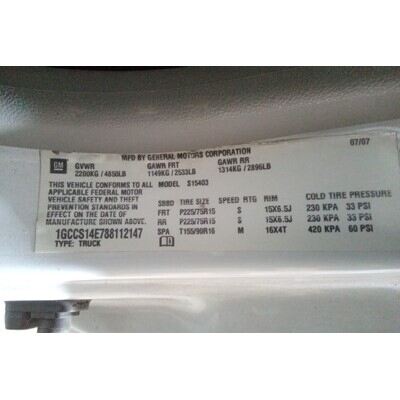 MFD BY GENERAL MOTORS CORPORATION 07/07
GM GVWR GAWR FRT GAWR RR
2200KG / 4850LB 1149KG / 2533LB 1314KG / 2896LB
THIS VEHICLE CONFORMS TO ALL MODEL S15403
APPLICABLE FEDERAL MOTOR
VEHICLE SAFETY AND THEFT SBBD TIRE SIZE SPEED RTG RIM COLD TIRE PRESSURE
PREVENTION STANDARDS IN FRT P225/75R15 S 15X6.5J 230 KPA 33 PSI
EFFECT ON THE DATE OF RR P225/75R15 S 15X6.5J 230 KPA 33 PSI
MANUFACTURE SHOWN ABOVE.
1GCCS14E788112147 SPA T155/90R16 M 16X4T 420 KPA 60 PSI
TYPE: TRUCK